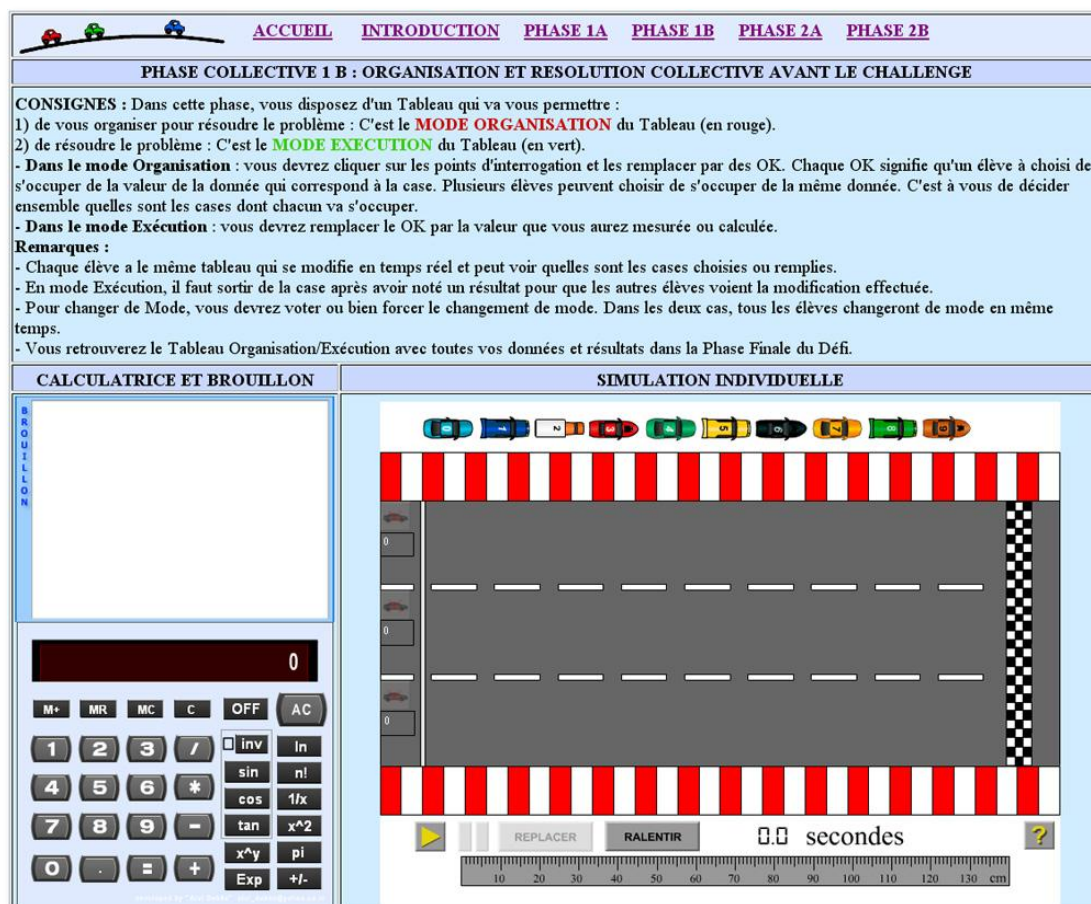 ACCUEIL INTRODUCTION PHASE 1A PHASE 1B PHASE 2A PHASE 2B
PHASE COLLECTIVE 1 B : ORGANISATION ET RESOLUTION COLLECTIVE AVANT LE CHALLENGE
CONSIGNES : Dans cette phase, vous disposez d'un Tableau qui va vous permettre :
1) de vous organiser pour résoudre le problème : C'est le MODE ORGANISATION du Tableau (en rouge).
2) de résoudre le problème : C'est le MODE EXECUTION du Tableau (en vert).
- Dans le mode Organisation : vous devrez cliquer sur les points d'interrogation et les remplacer par des OK. Chaque OK signifie qu'un élève à choisi de
s'occuper de la valeur de la donnée qui correspond à la case. Plusieurs élèves peuvent choisir de s'occuper de la même donnée. C'est à vous de décider
ensemble quelles sont les cases dont chacun va s'occuper.
- Dans le mode Exécution : vous devrez remplacer le OK par la valeur que vous aurez mesurée ou calculée.
Remarques :
- Chaque élève a le même tableau qui se modifie en temps réel et peut voir quelles sont les cases choisies ou remplies.
- En mode Exécution, il faut sortir de la case après avoir noté un résultat pour que les autres élèves voient la modification effectuée.
- Pour changer de Mode, vous devrez voter ou bien forcer le changement de mode. Dans les deux cas, tous les élèves changeront de mode en même
temps.
- Vous retrouverez le Tableau Organisation/Exécution avec toutes vos données et résultats dans la Phase Finale du Défi.
CALCULATRICE ET BROUILLON
SIMULATION INDIVIDUELLE
BROUILLON
0 1 2 3 4 5 6 7 8 9
0
0
0
0
M+ MR MC C OFF AC
1 2 3 / inv ln
4 5 6 * sin n!
cos 1/x
7 8 9 - tan x^2
0 . = + x^y pi
Exp +/-
REPLACER RALENTIR 0.0 secondes ?
10 20 30 40 50 60 70 80 90 100 110 120 130 cm